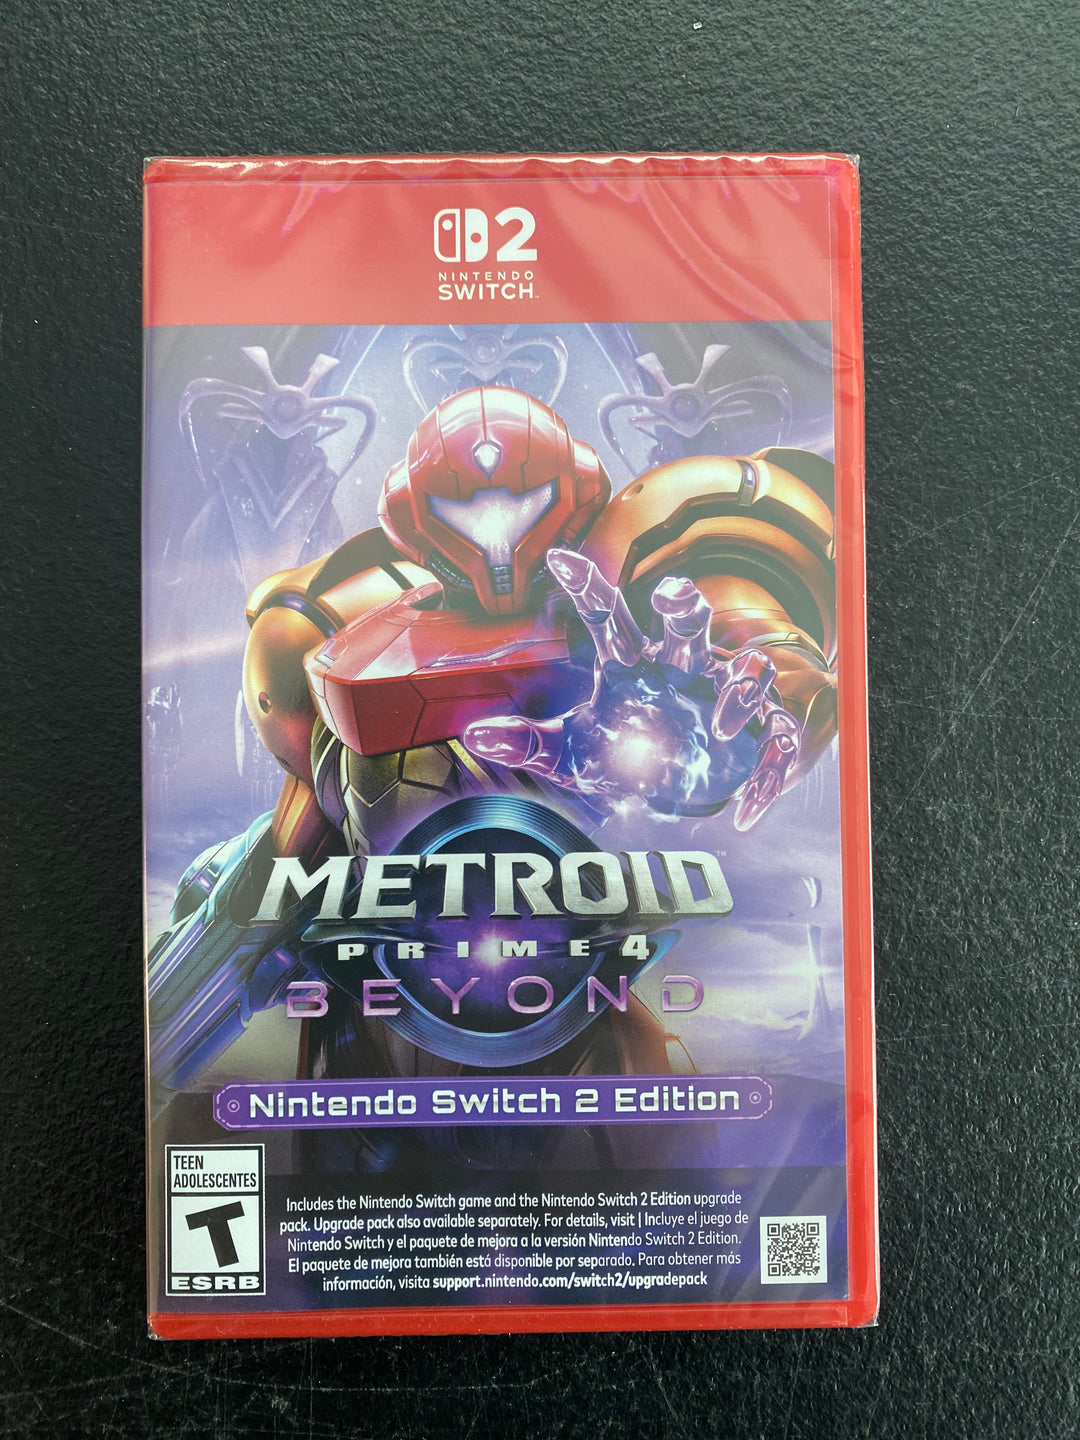 2
NINTENDO
SWITCH™
METROID™
PRIME 4
BEYOND
Nintendo Switch 2 Edition
TEEN
ADOLESCENTES
T
ESRB
Includes the Nintendo Switch game and the Nintendo Switch 2 Edition upgrade
pack. Upgrade pack also available separately. For details, visit | Incluye el juego de
Nintendo Switch y el paquete de mejora a la versión Nintendo Switch 2 Edition.
El paquete de mejora también está disponible por separado. Para obtener más
información, visita support.nintendo.com/switch2/upgradepack